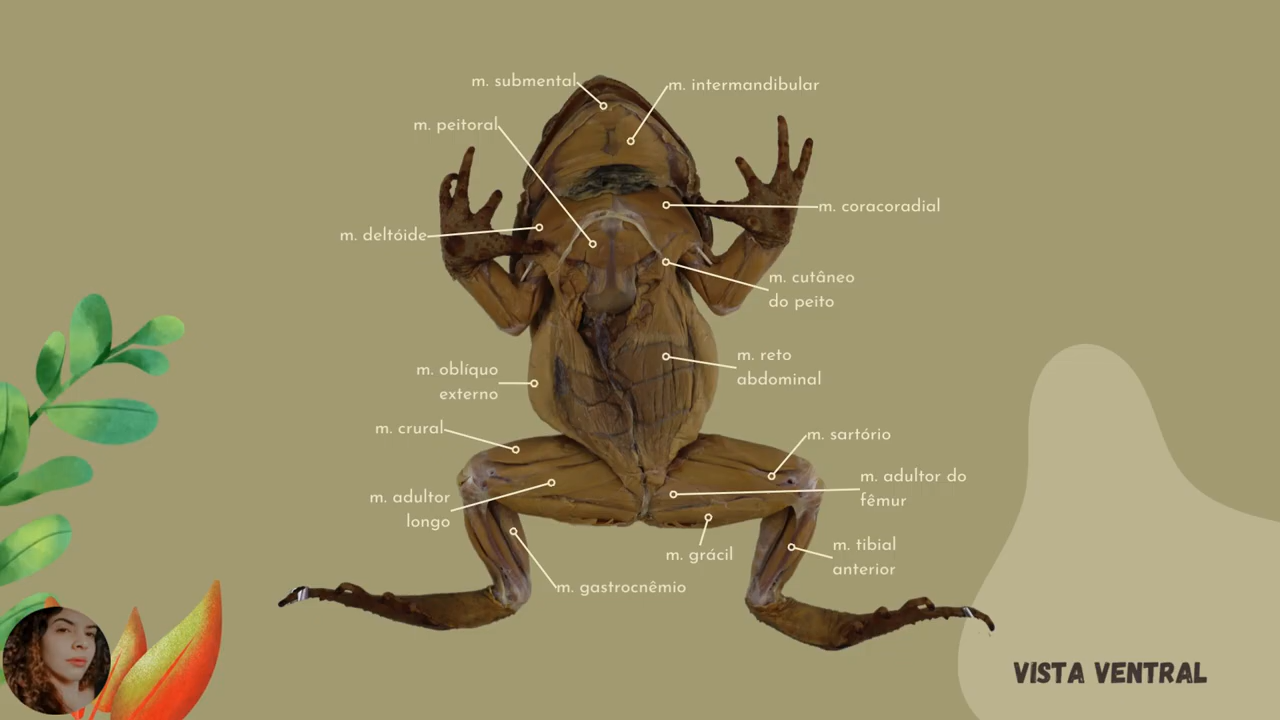 m. submental
m. intermandibular
m. peitoral
m. coracoradial
m. deltóide
m. cutâneo
do peito
m. reto
abdominal
m. oblíquo
externo
m. crural
m. sartório
m. adultor do
fêmur
m. adultor
longo
m. grácil
m. tibial
anterior
m. gastrocnêmio
VISTA VENTRAL